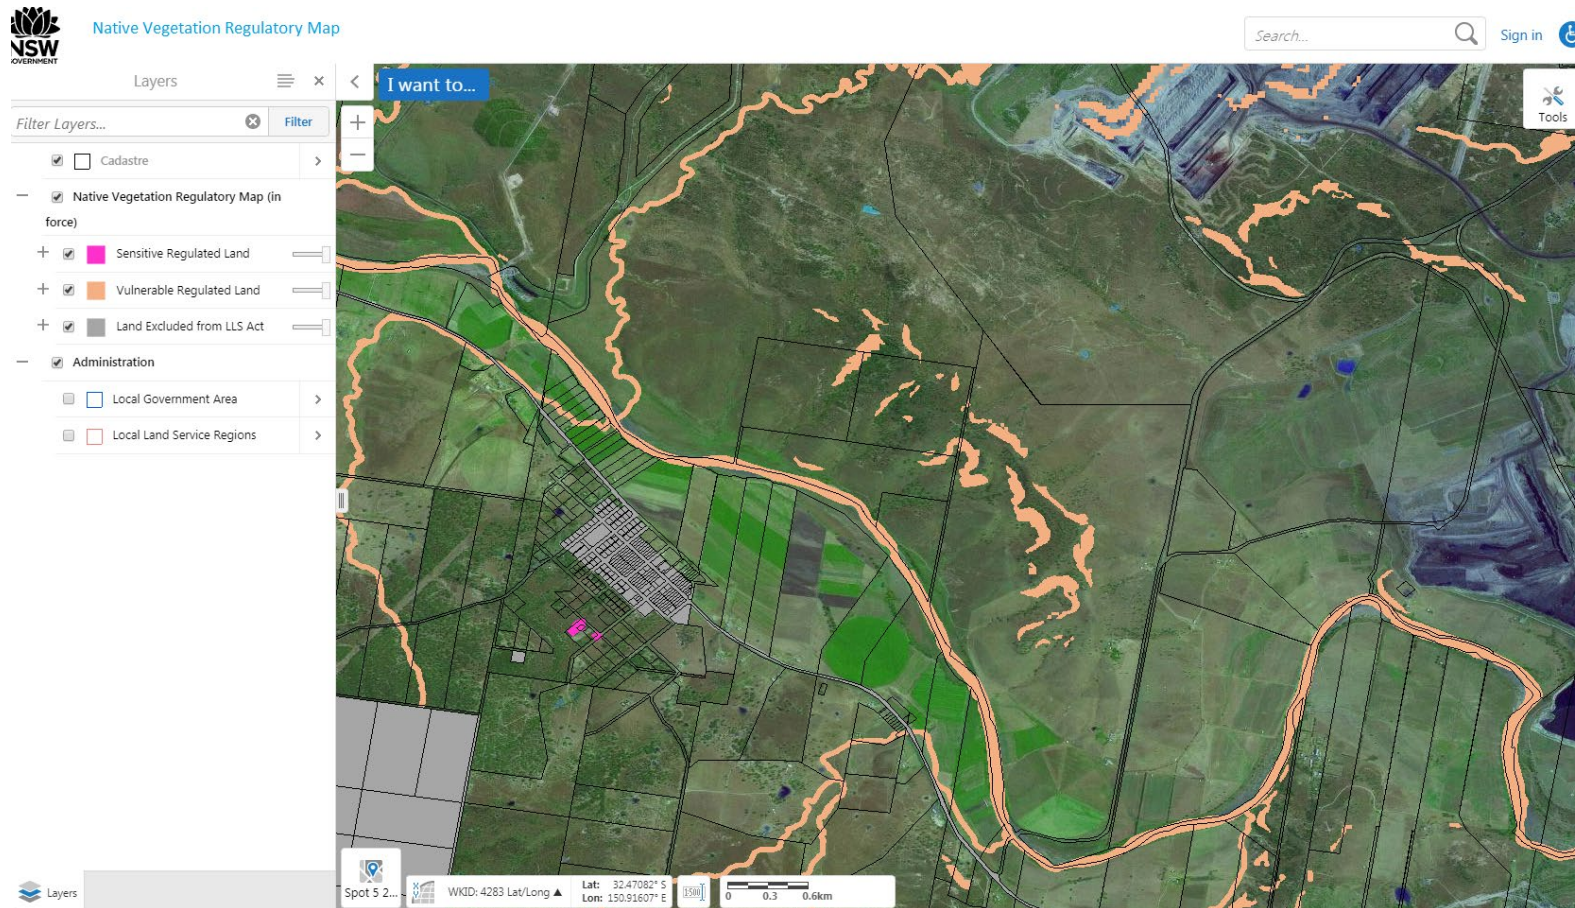 NSW
GOVERNMENT
Native Vegetation Regulatory Map
Search...
Sign in
Layers
I want to...
Tools
Filter Layers...
Filter
Cadastre
Native Vegetation Regulatory Map (in
force)
Sensitive Regulated Land
Vulnerable Regulated Land
Land Excluded from LLS Act
Administration
Local Government Area
Local Land Service Regions
Layers
Spot 5 2...
X
Y
WKID: 4283 Lat/Long
Lat: 32.47082° S
Lon: 150.91607° E
1500
0 0.3 0.6km